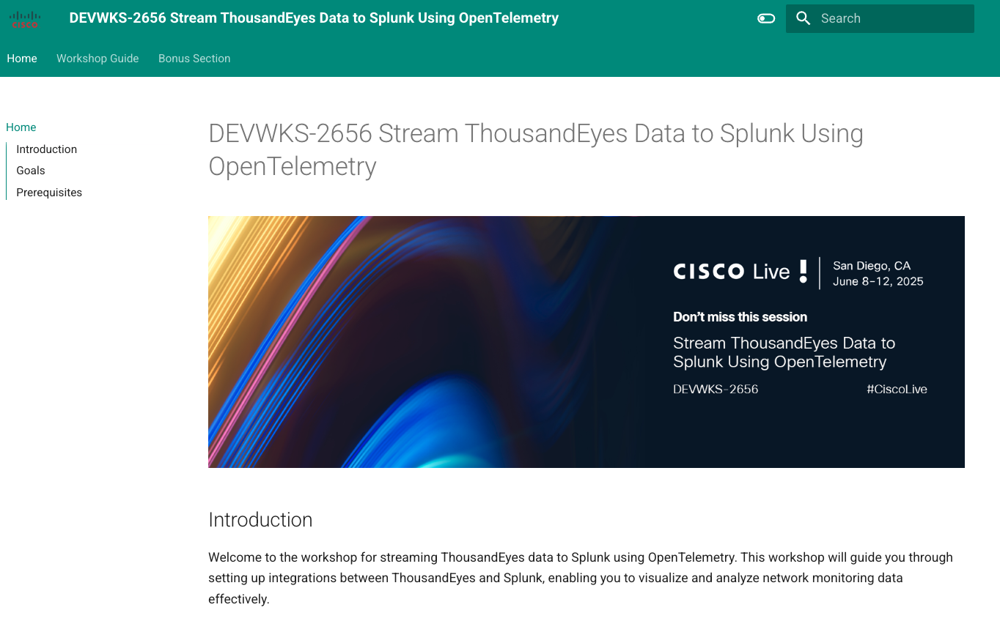 CISCO
DEVWKS-2656 Stream ThousandEyes Data to Splunk Using OpenTelemetry
Search
Home Workshop Guide Bonus Section
Home
Introduction
Goals
Prerequisites
DEVWKS-2656 Stream ThousandEyes Data to Splunk Using
OpenTelemetry
CISCO Live !
San Diego, CA
June 8-12, 2025
Don't miss this session
Stream ThousandEyes Data to
Splunk Using OpenTelemetry
DEVWKS-2656 #CiscoLive
Introduction
Welcome to the workshop for streaming ThousandEyes data to Splunk using OpenTelemetry. This workshop will guide you through
setting up integrations between ThousandEyes and Splunk, enabling you to visualize and analyze network monitoring data
effectively.